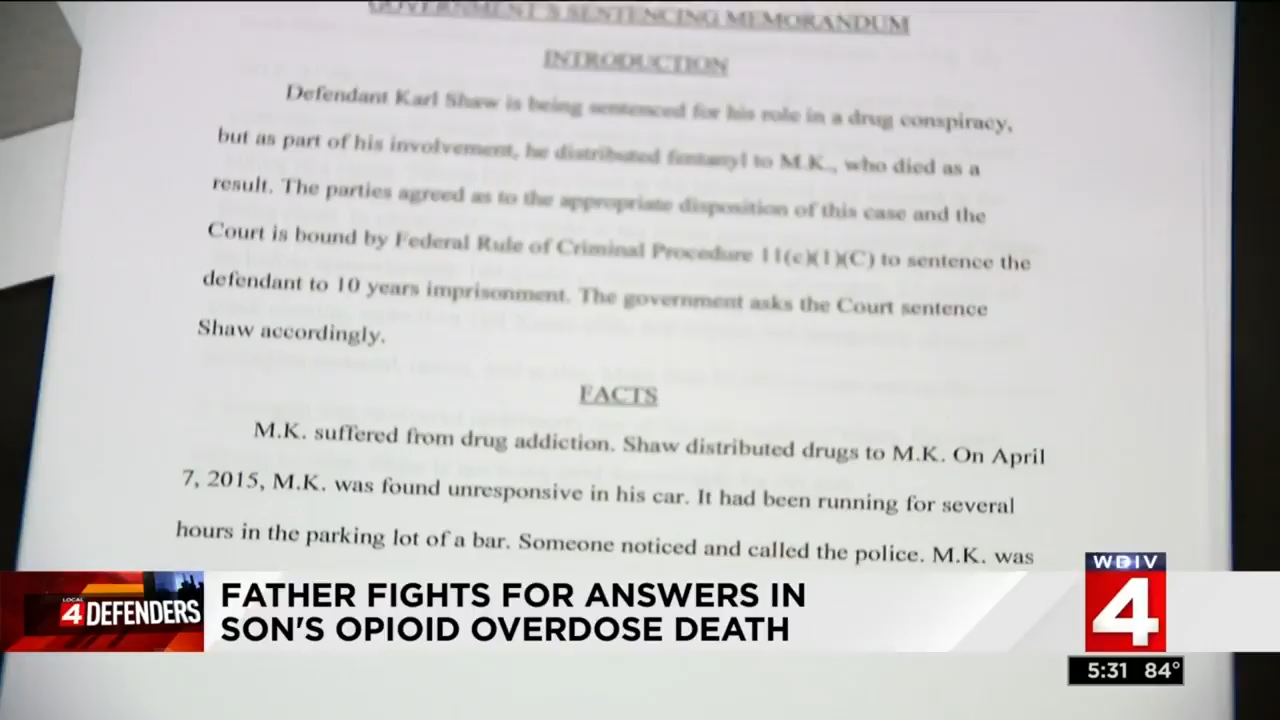 GOVERNMENT'S SENTENCING MEMORANDUM
INTRODUCTION
Defendant Karl Shaw is being sentenced for his role in a drug conspiracy,
but as part of his involvement, he distributed fentanyl to M.K., who died as a
result. The parties agreed as to the appropriate disposition of this case and the
Court is bound by Federal Rule of Criminal Procedure 11(c)(1)(C) to sentence the
defendant to 10 years imprisonment. The government asks the Court sentence
Shaw accordingly.
FACTS
M.K. suffered from drug addiction. Shaw distributed drugs to M.K. On April
7, 2015, M.K. was found unresponsive in his car. It had been running for several
hours in the parking lot of a bar. Someone noticed and called the police. M.K. was
LOCAL
4 DEFENDERS
FATHER FIGHTS FOR ANSWERS IN
SON'S OPIOID OVERDOSE DEATH
WDIV
4
5:31 84°